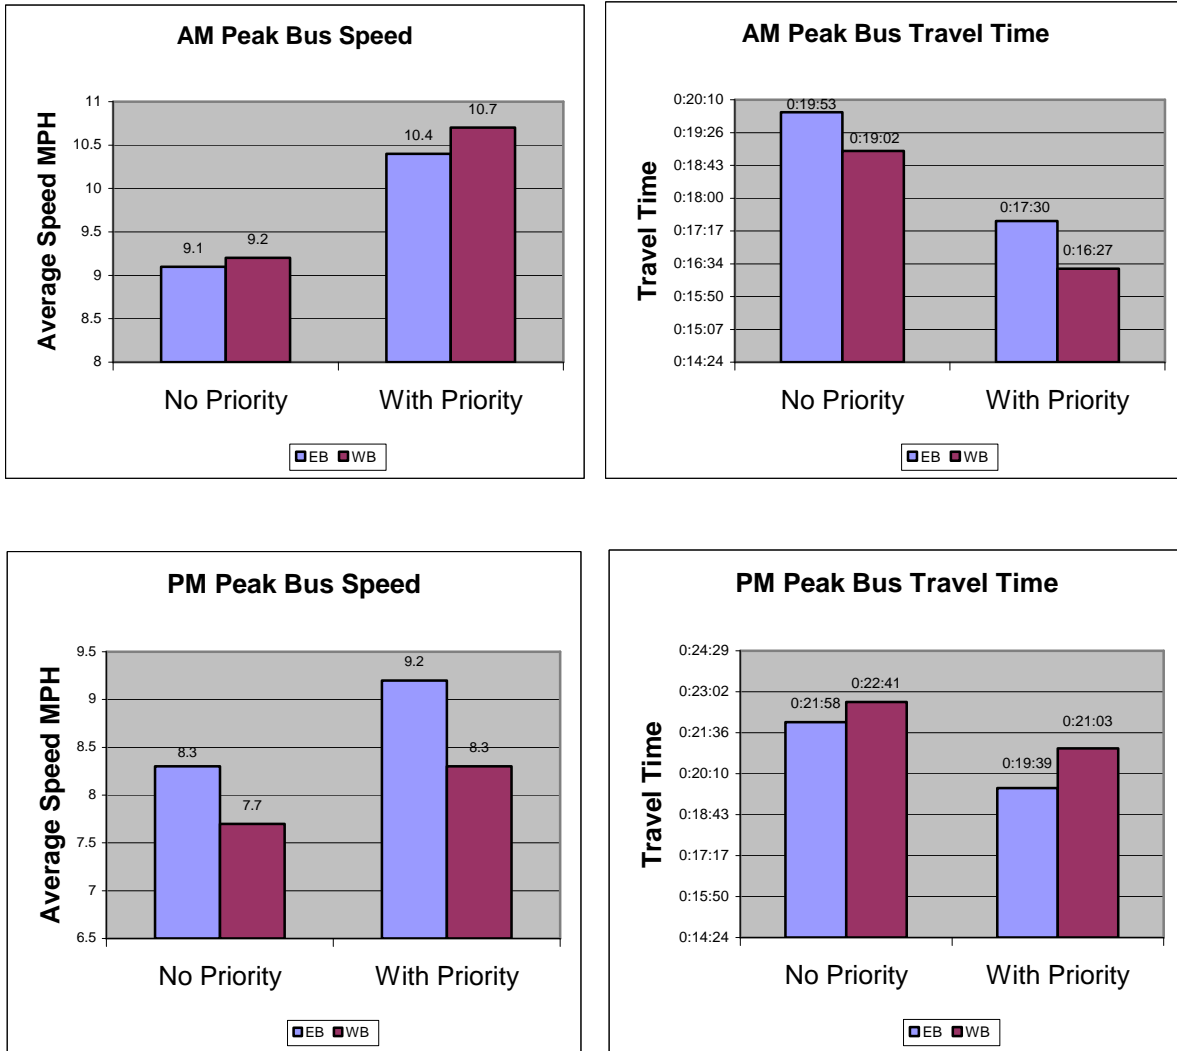 AM Peak Bus Speed
Average Speed MPH
11
10.5
10
9.5
9
8.5
8
9.1
9.2
10.4
10.7
No Priority
With Priority
EB WB
AM Peak Bus Travel Time
Travel Time
0:20:10
0:19:26
0:18:43
0:18:00
0:17:17
0:16:34
0:15:50
0:15:07
0:14:24
0:19:53
0:19:02
0:17:30
0:16:27
No Priority
With Priority
EB WB
PM Peak Bus Speed
Average Speed MPH
9.5
9
8.5
8
7.5
7
6.5
8.3
7.7
9.2
8.3
No Priority
With Priority
EB WB
PM Peak Bus Travel Time
Travel Time
0:24:29
0:23:02
0:21:36
0:20:10
0:18:43
0:17:17
0:15:50
0:14:24
0:21:58
0:22:41
0:19:39
0:21:03
No Priority
With Priority
EB WB